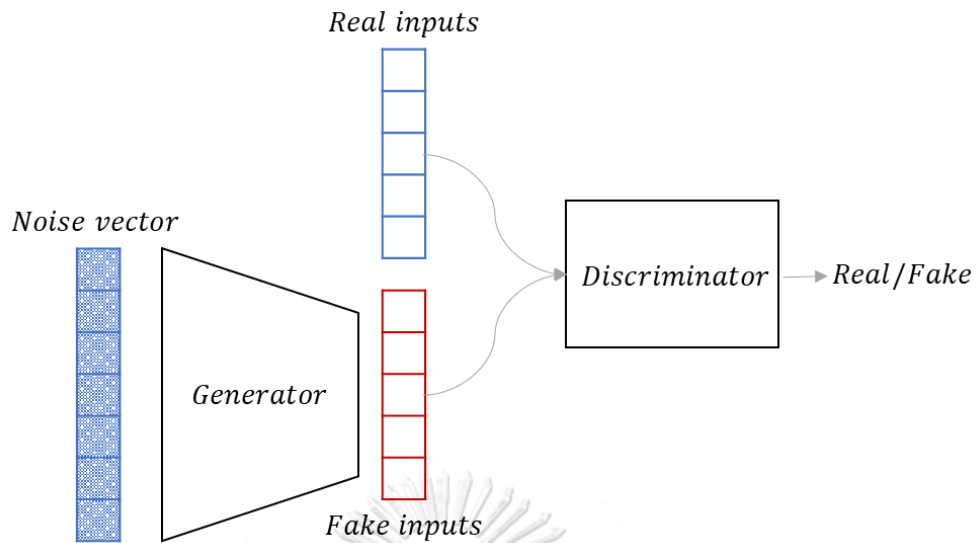 Real inputs
Noise vector
Generator
Fake inputs
Discriminator
Real/Fake